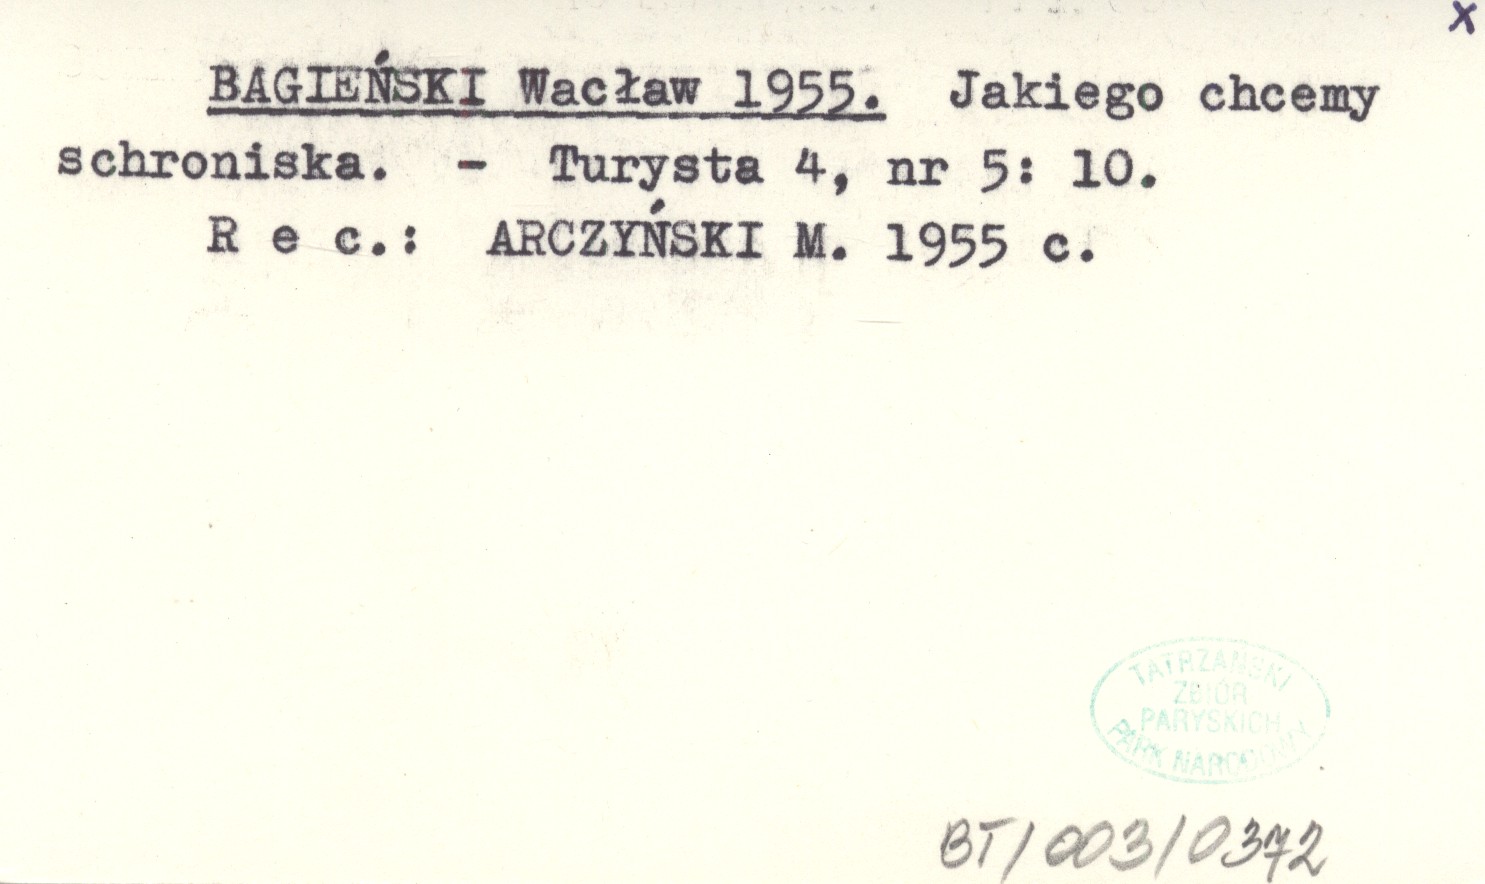 x
BAGIEŃSKI Wacław 1955. Jakiego chcemy
schroniska. - Turysta 4, nr 5: 10.
R e c.: ARCZYŃSKI M. 1955 c.
TATRZAŃSKI
ZBIÓR
PARYSKICH
PARK NARODOWY
BT/003/0372